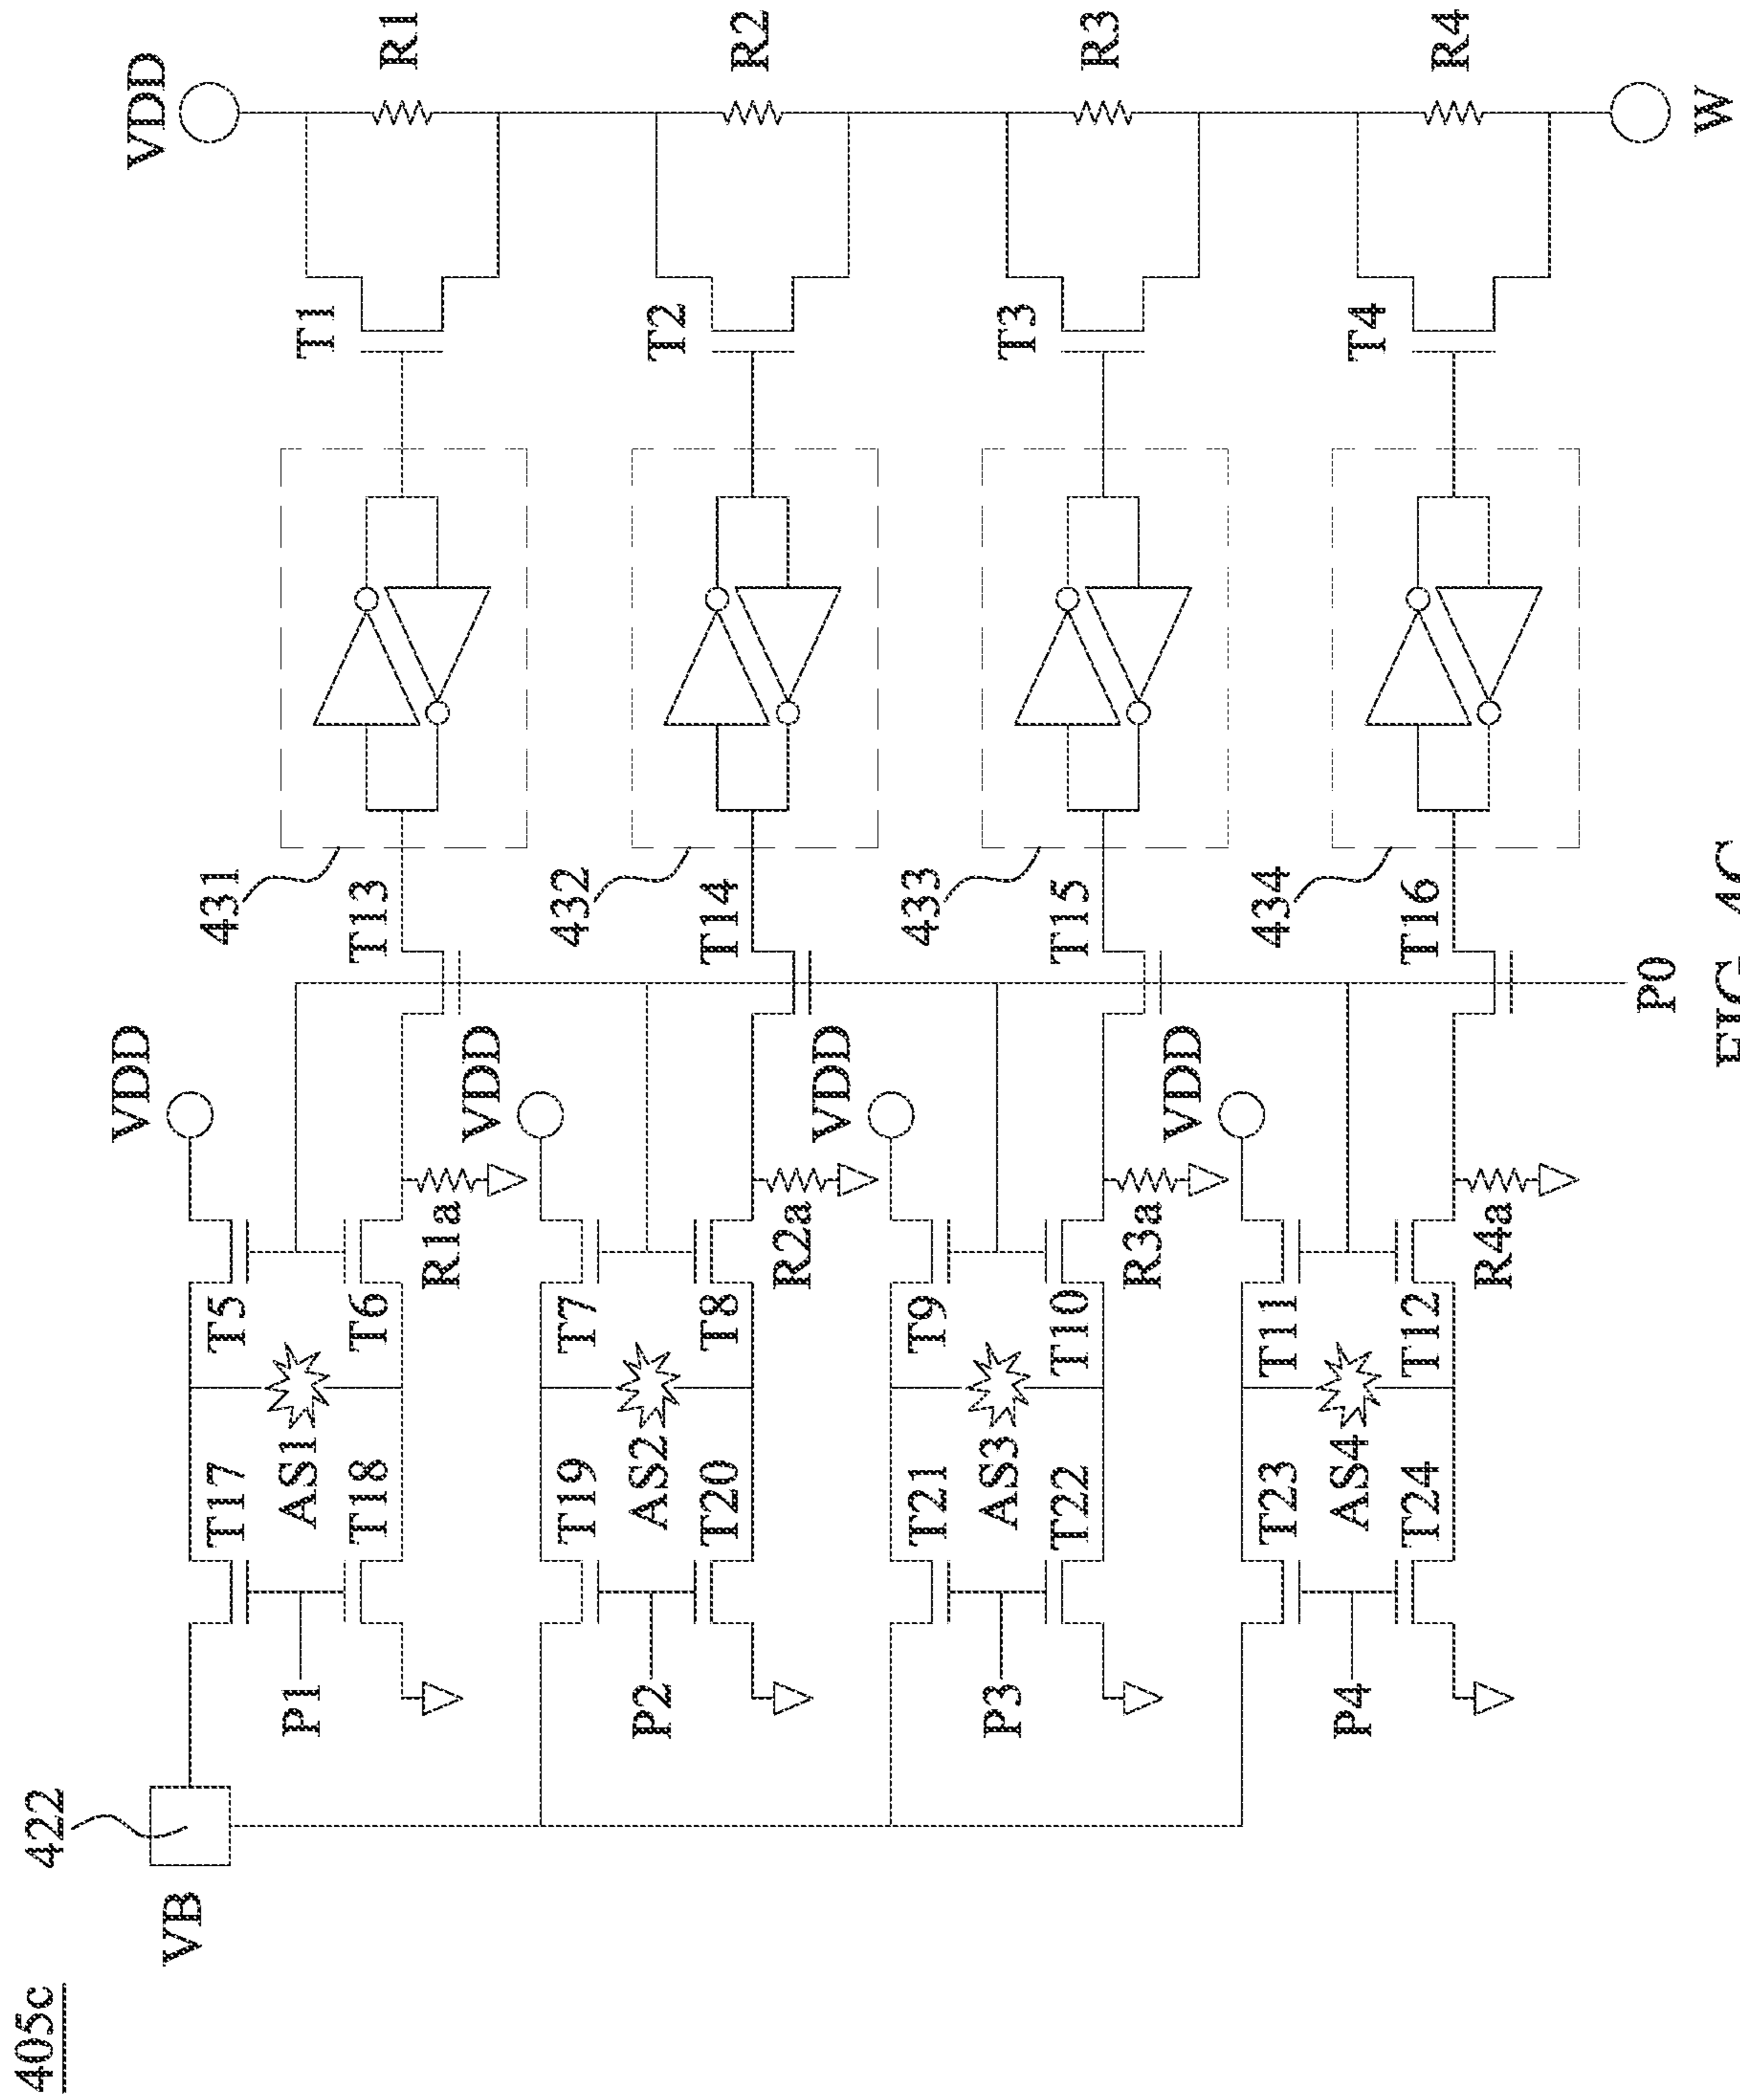 405c
VB
422
VDD
VDD
P1
T17
T5
AS1
T18
T6
R1a
T13
431
T1
R1
VDD
P2
T19
T7
AS2
T20
T8
R2a
T14
432
T2
R2
VDD
P3
T21
T9
AS3
T22
T10
R3a
T15
433
T3
R3
VDD
P4
T23
T11
AS4
T24
T12
R4a
T16
434
T4
R4
P0
W
FIG. 4C